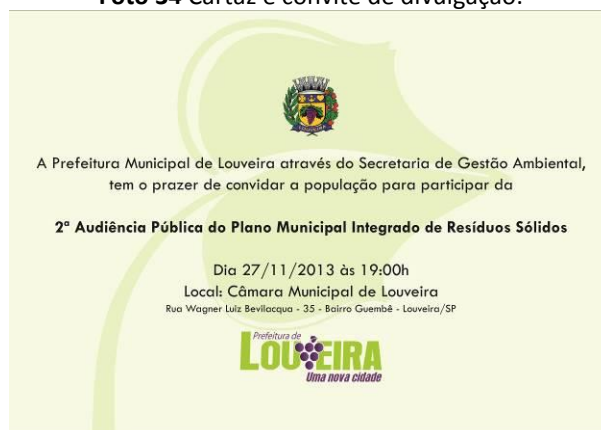 Foto 34 Cartaz e convite de divulgação.
A Prefeitura Municipal de Louveira através do Secretaria de Gestão Ambiental,
tem o prazer de convidar a população para participar da
2ª Audiência Pública do Plano Municipal Integrado de Resíduos Sólidos
Dia 27/11/2013 às 19:00h
Local: Câmara Municipal de Louveira
Rua Wagner Luiz Bevilacqua - 35 - Bairro Guembê - Louveira/SP
Prefeitura de
LOUVEIRA
Uma nova cidade